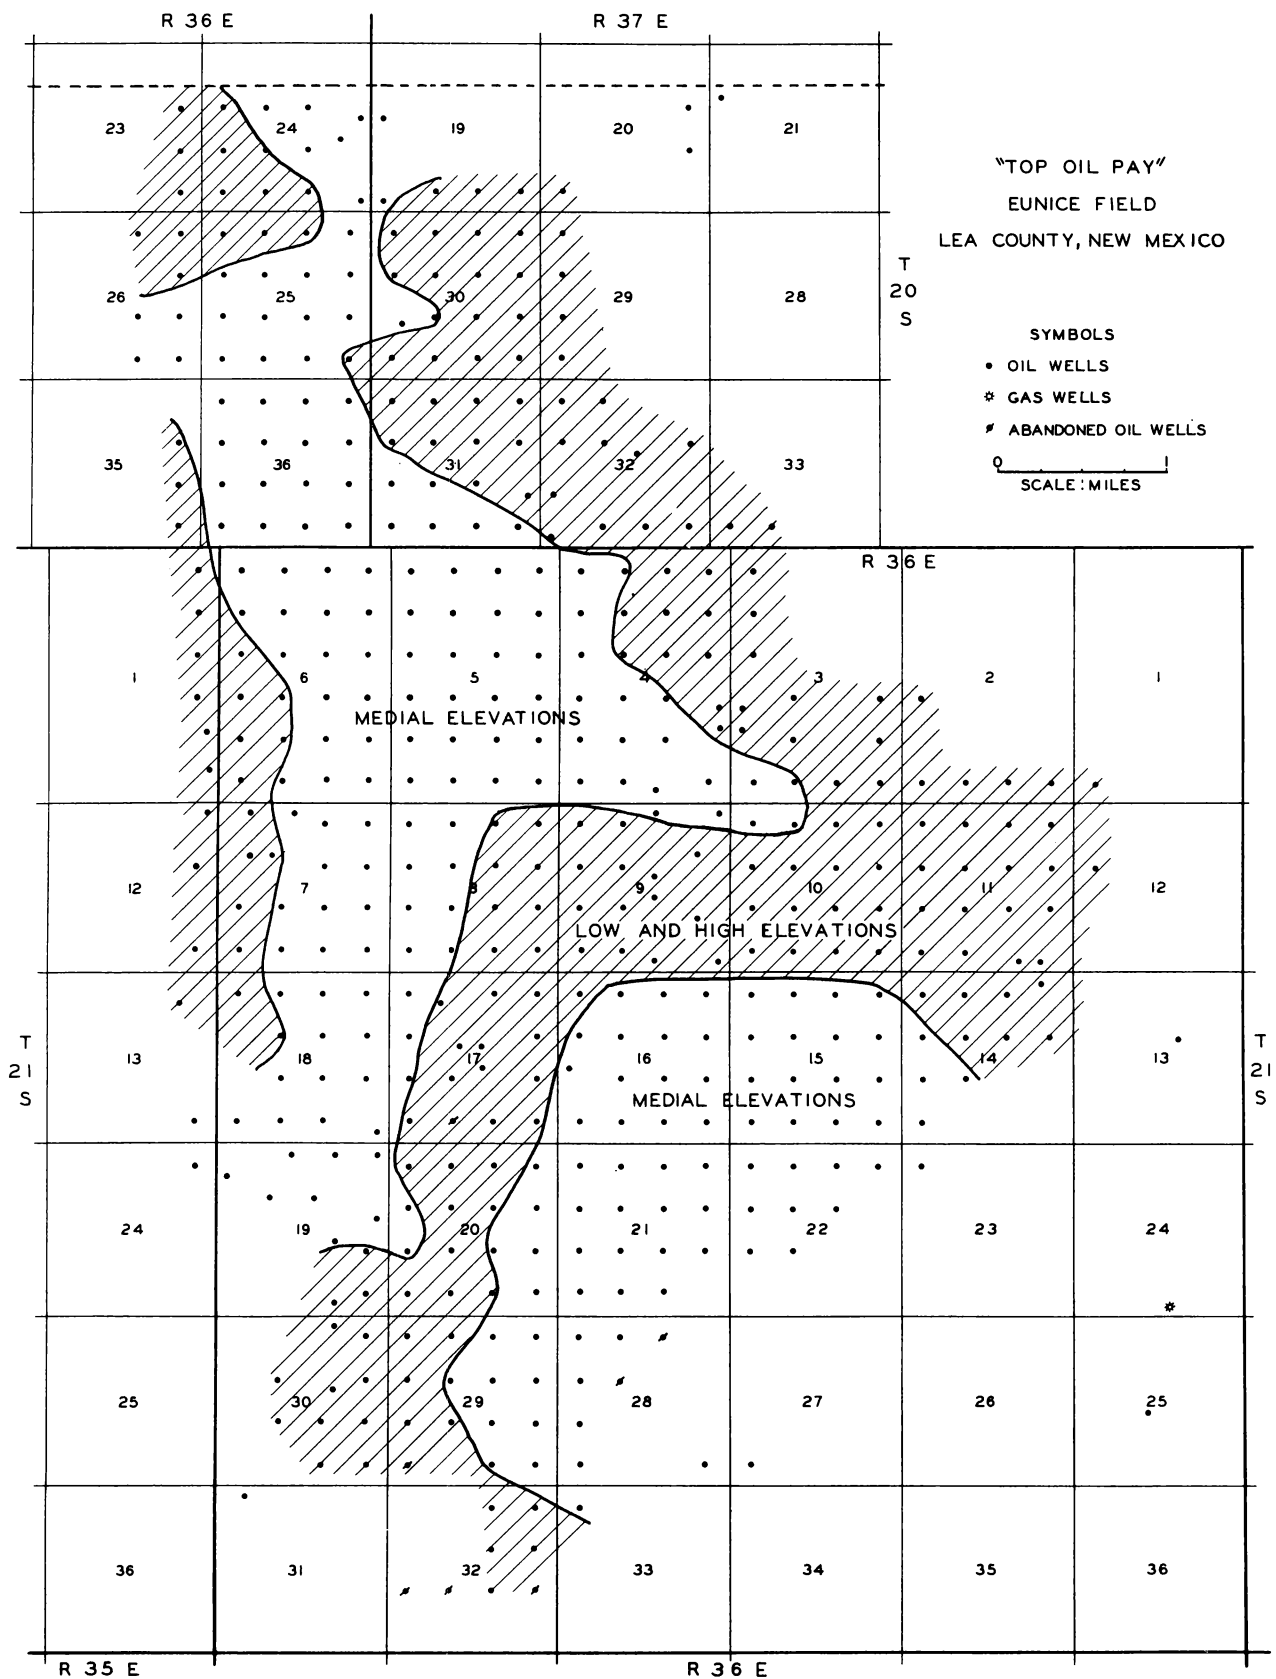 R 36 E
R 37 E
23
24
19
20
21
"TOP OIL PAY"
EUNICE FIELD
LEA COUNTY, NEW MEXICO
T
20
S
26
25
30
29
28
SYMBOLS
OIL WELLS
GAS WELLS
ABANDONED OIL WELLS
0 1
SCALE: MILES
35
36
31
32
33
R 36 E
1
6
5
4
3
2
1
MEDIAL ELEVATIONS
12
7
8
9
10
11
12
LOW AND HIGH ELEVATIONS
T
21
S
13
18
17
16
15
14
13
T
21
S
MEDIAL ELEVATIONS
24
19
20
21
22
23
24
25
30
29
28
27
26
25
36
31
32
33
34
35
36
R 35 E
R 36 E